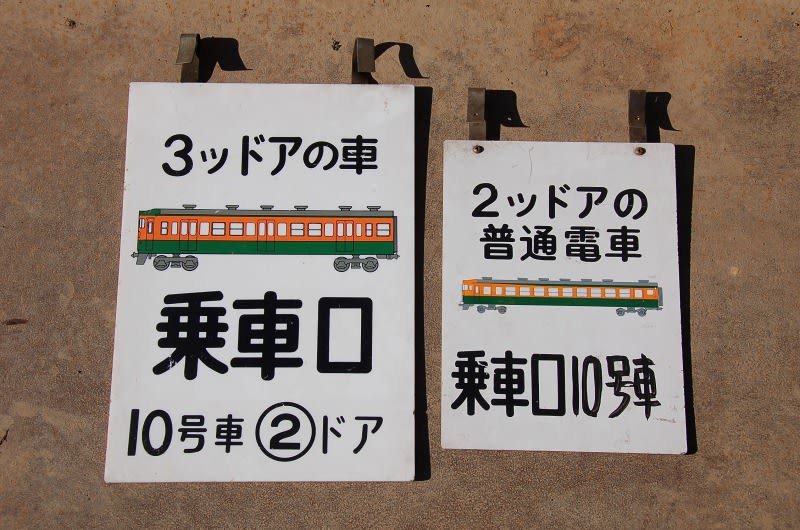 3ッドアの車
乗車口
10号車②ドア
2ッドアの
普通電車
乗車口10号車